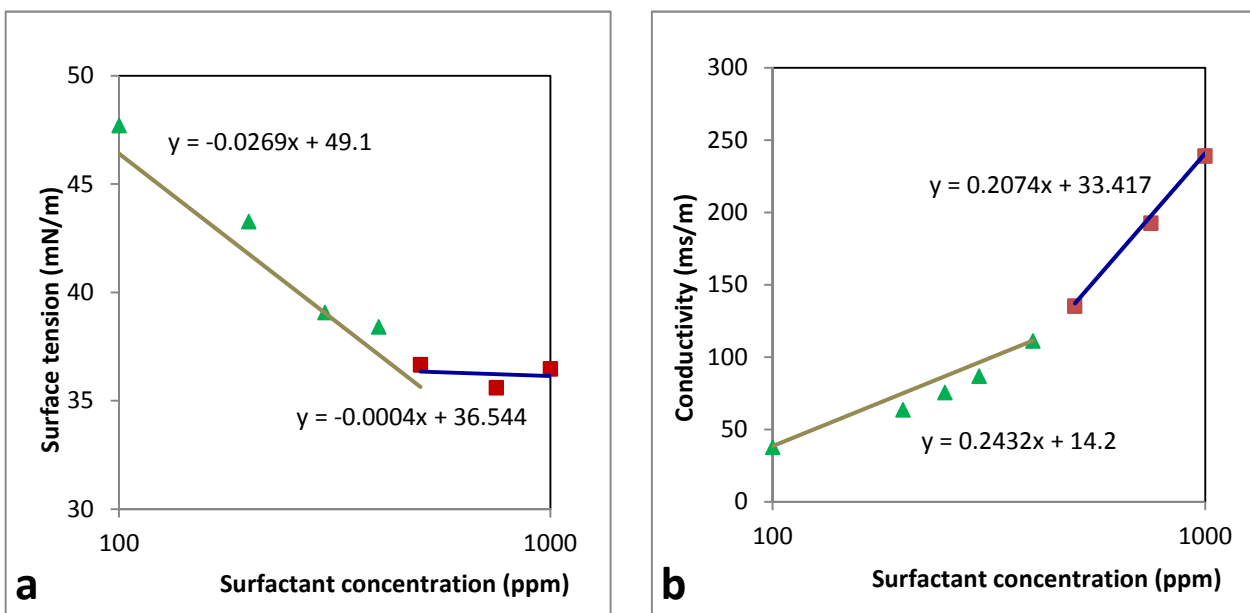 50
45
40
35
30
100
1000
Surface tension (mN/m)
y = -0.0269x + 49.1
y = -0.0004x + 36.544
Surfactant concentration (ppm)
a
300
250
200
150
100
50
0
100
1000
Conductivity (ms/m)
y = 0.2074x + 33.417
y = 0.2432x + 14.2
Surfactant concentration (ppm)
b